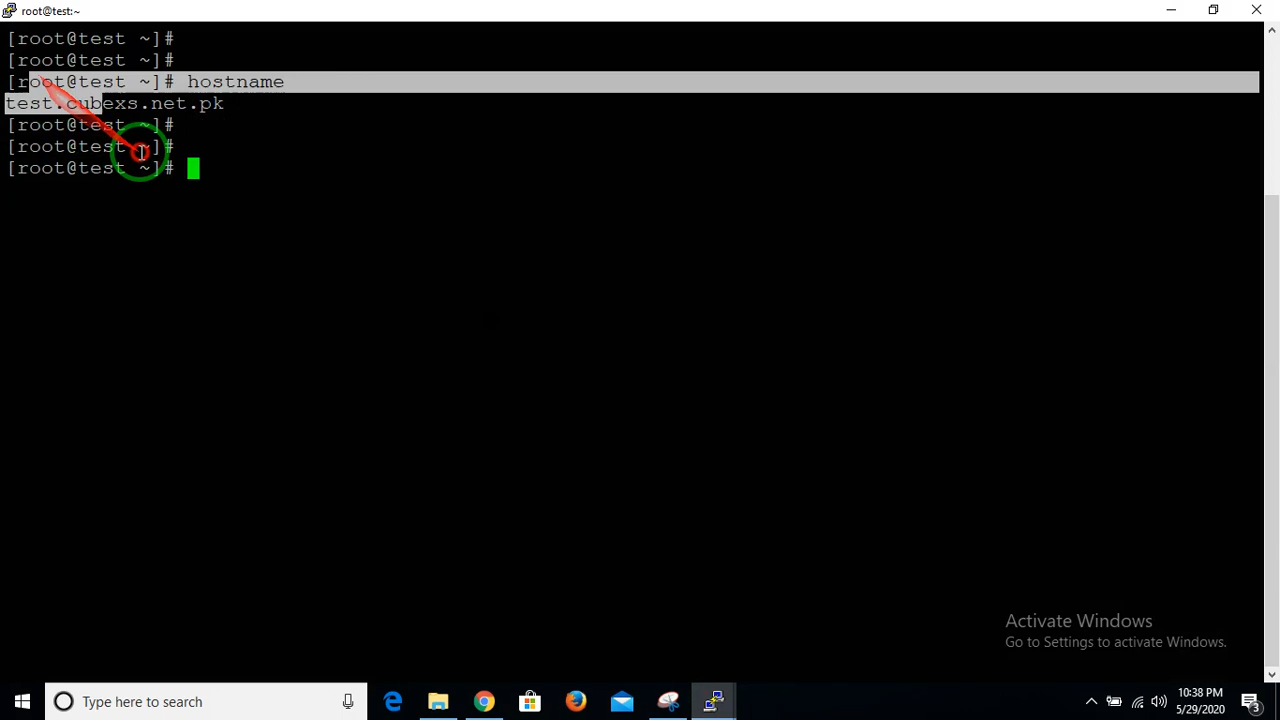 root@test:~
[root@test ~]#
[root@test ~]#
[root@test ~]# hostname
test.cubexs.net.pk
[root@test ~]#
[root@test ~]#
[root@test ~]#
Activate Windows
Go to Settings to activate Windows.
Type here to search
10:38 PM
5/29/2020
3